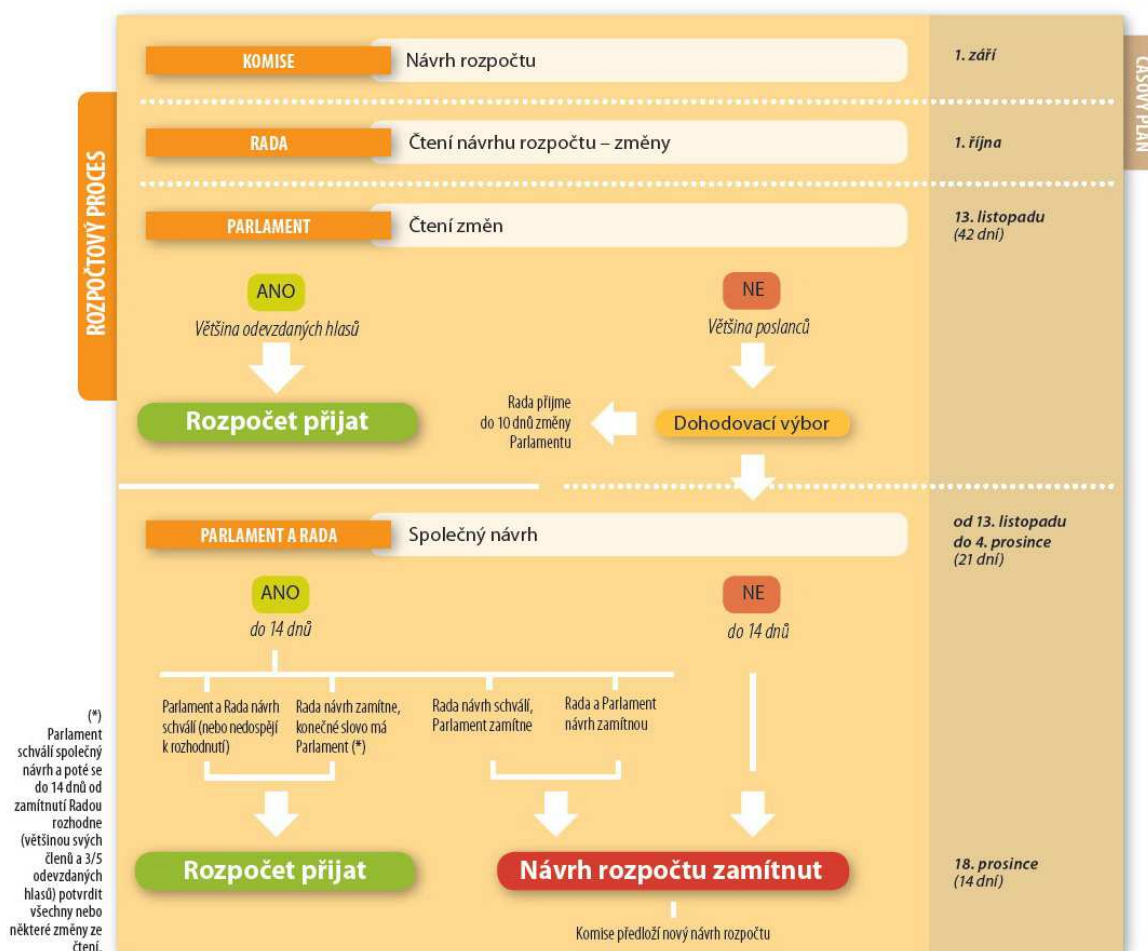 KOMISE
Návrh rozpočtu
1. září
ČASOVÝ PLÁN
ROZPOČTOVÝ PROCES
RADA
Čtení návrhu rozpočtu – změny
1. října
PARLAMENT
Čtení změn
13. listopadu
(42 dní)
ANO
Většina odevzdaných hlasů
NE
Většina poslanců
Rozpočet přijat
Rada přijme
do 10 dnů změny
Parlamentu
Dohodovací výbor
PARLAMENT A RADA
Společný návrh
od 13. listopadu
do 4. prosince
(21 dní)
ANO
do 14 dnů
NE
do 14 dnů
Parlament a Rada návrh
schválí (nebo nedospějí
k rozhodnutí)
Rada návrh zamítne,
konečné slovo má
Parlament (*)
Rada návrh schválí,
Parlament zamítne
Rada a Parlament
návrh zamítnou
(*)
Parlament
schválí společný
návrh a poté se
do 14 dnů od
zamítnutí Radou
rozhodne
(většinou svých
členů a 3/5
odevzdaných
hlasů) potvrdit
všechny nebo
některé změny ze
čtení.
Rozpočet přijat
Návrh rozpočtu zamítnut
18. prosince
(14 dní)
Komise předloží nový návrh rozpočtu